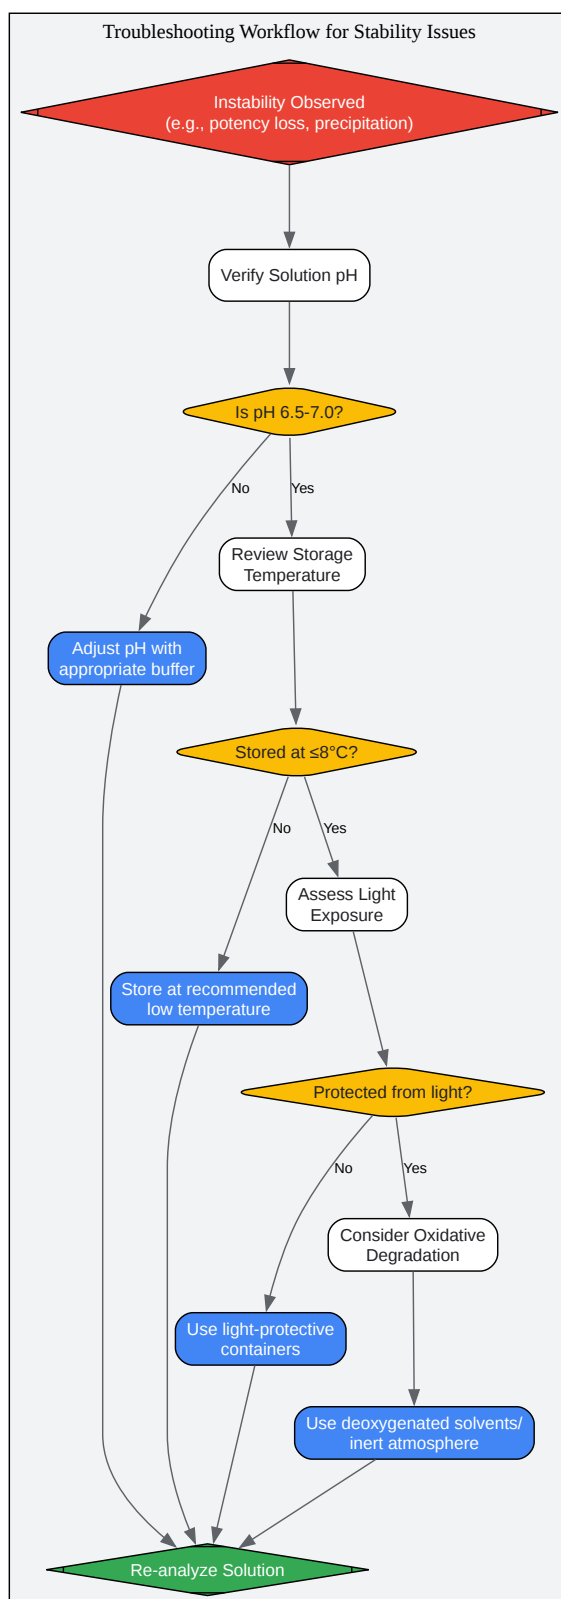 Troubleshooting Workflow for Stability Issues
Instability Observed
(e.g., potency loss, precipitation)
Verify Solution pH
Is pH 6.5-7.0?
No
Yes
Review Storage
Temperature
Adjust pH with
appropriate buffer
Stored at ≤8°C?
No
Yes
Assess Light
Exposure
Store at recommended
low temperature
Protected from light?
No
Yes
Consider Oxidative
Degradation
Use light-protective
containers
Use deoxygenated solvents/
inert atmosphere
Re-analyze Solution